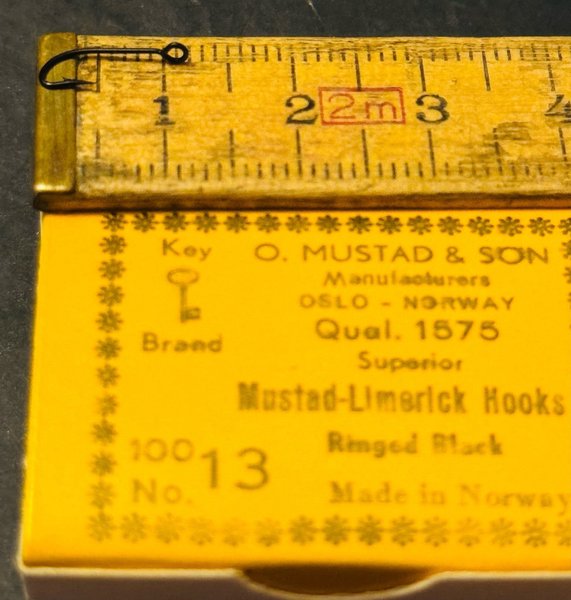 1 2 2m 3 4
Key
Brand
O. MUSTAD & SON
Manufacturers
OSLO - NORWAY
Qual. 1575
Superior
Mustad-Limerick Hooks
Ringed Black
100
No. 13
Made in Norway